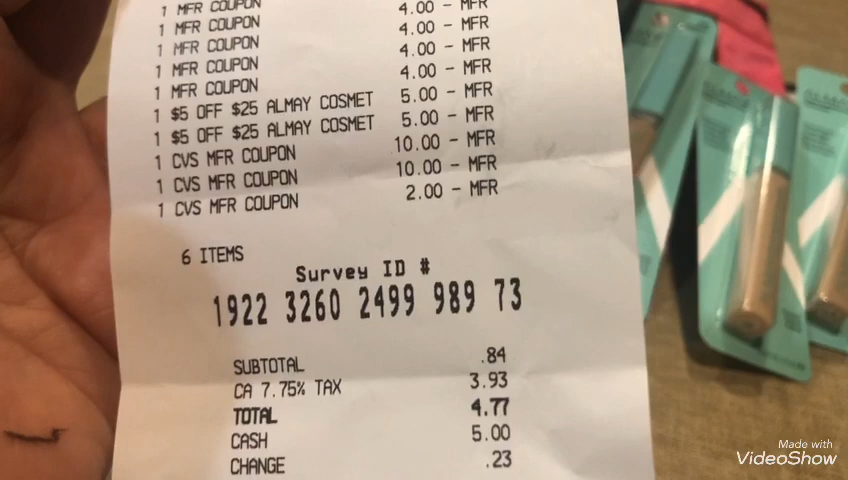 1 MFR COUPON 4.00 - MFR
1 MFR COUPON 4.00 - MFR
1 MFR COUPON 4.00 - MFR
1 MFR COUPON 4.00 - MFR
1 MFR COUPON 5.00 - MFR
1 $5 OFF $25 ALMAY COSMET 5.00 - MFR
1 $5 OFF $25 ALMAY COSMET 10.00 - MFR
1 CVS MFR COUPON 10.00 - MFR
1 CVS MFR COUPON 2.00 - MFR
1 CVS MFR COUPON
6 ITEMS
Survey ID #
1922 3260 2499 989 73
SUBTOTAL .84
CA 7.75% TAX 3.93
TOTAL 4.77
CASH 5.00
CHANGE .23
Made with
VideoShow